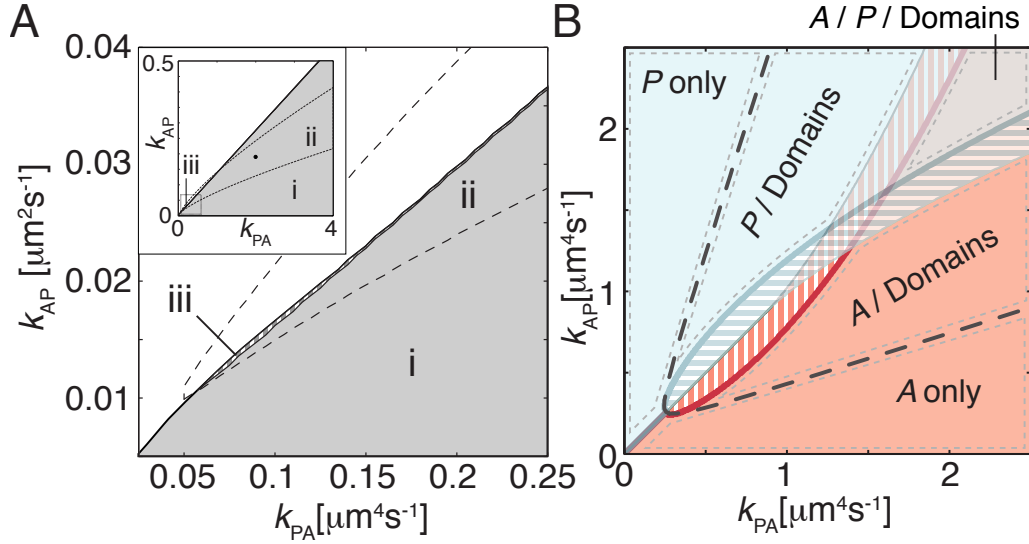 A
0.04
0.03
0.02
0.01
k_AP [μm²s⁻¹]
0.05
0.1
0.15
0.2
0.25
k_PA[μm⁴s⁻¹]
i
ii
iii
0.5
k_AP
0
iii
ii
i
0
k_PA
4
B
A / P / Domains
P only
P / Domains
A / Domains
A only
2
1
0
k_AP[μm⁴s⁻¹]
0
1
2
k_PA[μm⁴s⁻¹]